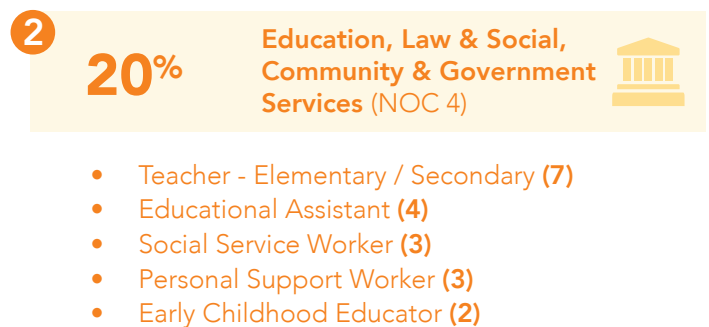 2
20%
Education, Law & Social,
Community & Government
Services (NOC 4)
• Teacher - Elementary / Secondary (7)
• Educational Assistant (4)
• Social Service Worker (3)
• Personal Support Worker (3)
• Early Childhood Educator (2)